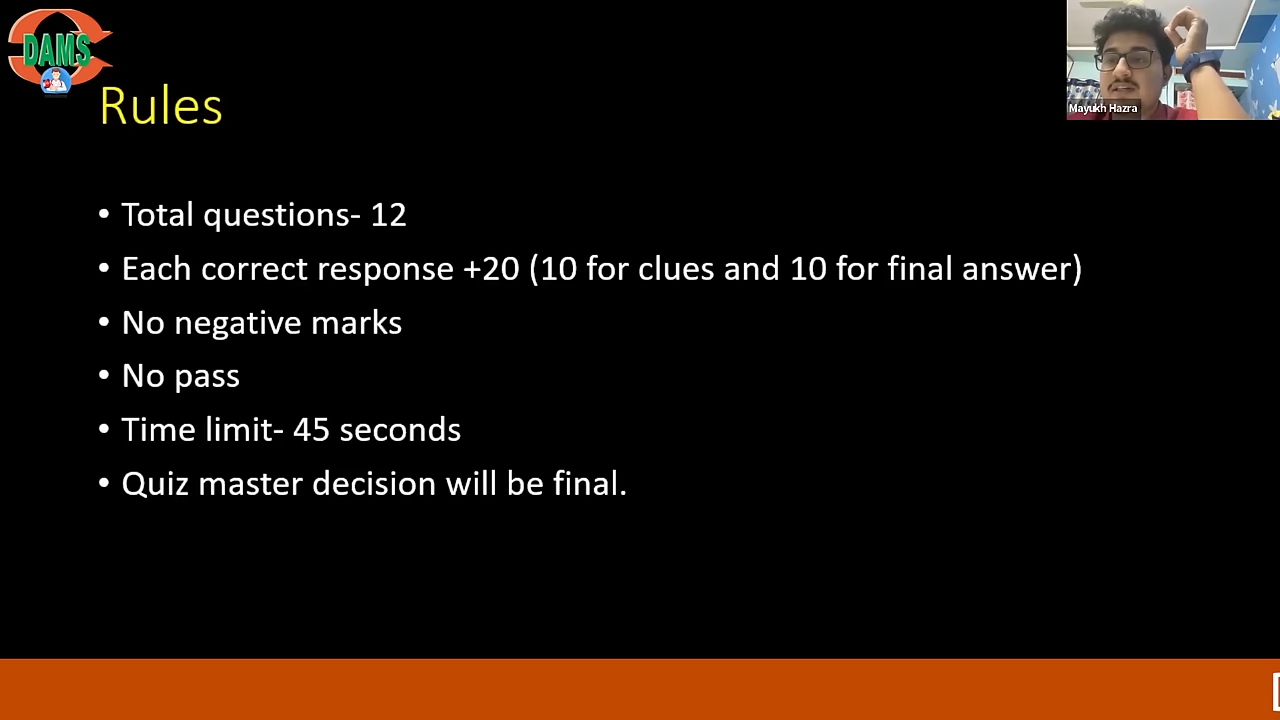 DAMS
Mayukh Hazra
Rules
• Total questions- 12
• Each correct response +20 (10 for clues and 10 for final answer)
• No negative marks
• No pass
• Time limit- 45 seconds
• Quiz master decision will be final.